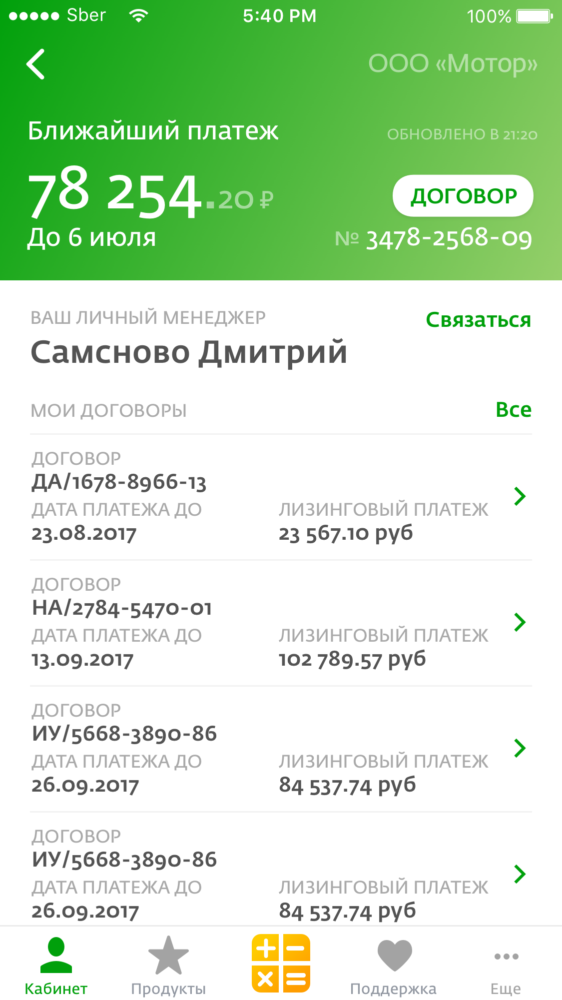 Sber 5:40 PM 100%
ООО «Мотор»
Ближайший платеж ОБНОВЛЕНО В 21:20
78 254.20 ₽ ДОГОВОР
До 6 июля № 3478-2568-09
ВАШ ЛИЧНЫЙ МЕНЕДЖЕР Связаться
Самсново Дмитрий
МОИ ДОГОВОРЫ Все
ДОГОВОР
ДА/1678-8966-13
ДАТА ПЛАТЕЖА ДО ЛИЗИНГОВЫЙ ПЛАТЕЖ
23.08.2017 23 567.10 руб
ДОГОВОР
НА/2784-5470-01
ДАТА ПЛАТЕЖА ДО ЛИЗИНГОВЫЙ ПЛАТЕЖ
13.09.2017 102 789.57 руб
ДОГОВОР
ИУ/5668-3890-86
ДАТА ПЛАТЕЖА ДО ЛИЗИНГОВЫЙ ПЛАТЕЖ
26.09.2017 84 537.74 руб
ДОГОВОР
ИУ/5668-3890-86
ДАТА ПЛАТЕЖА ДО ЛИЗИНГОВЫЙ ПЛАТЕЖ
26.09.2017 84 537.74 руб
Кабинет Продукты Поддержка Еще